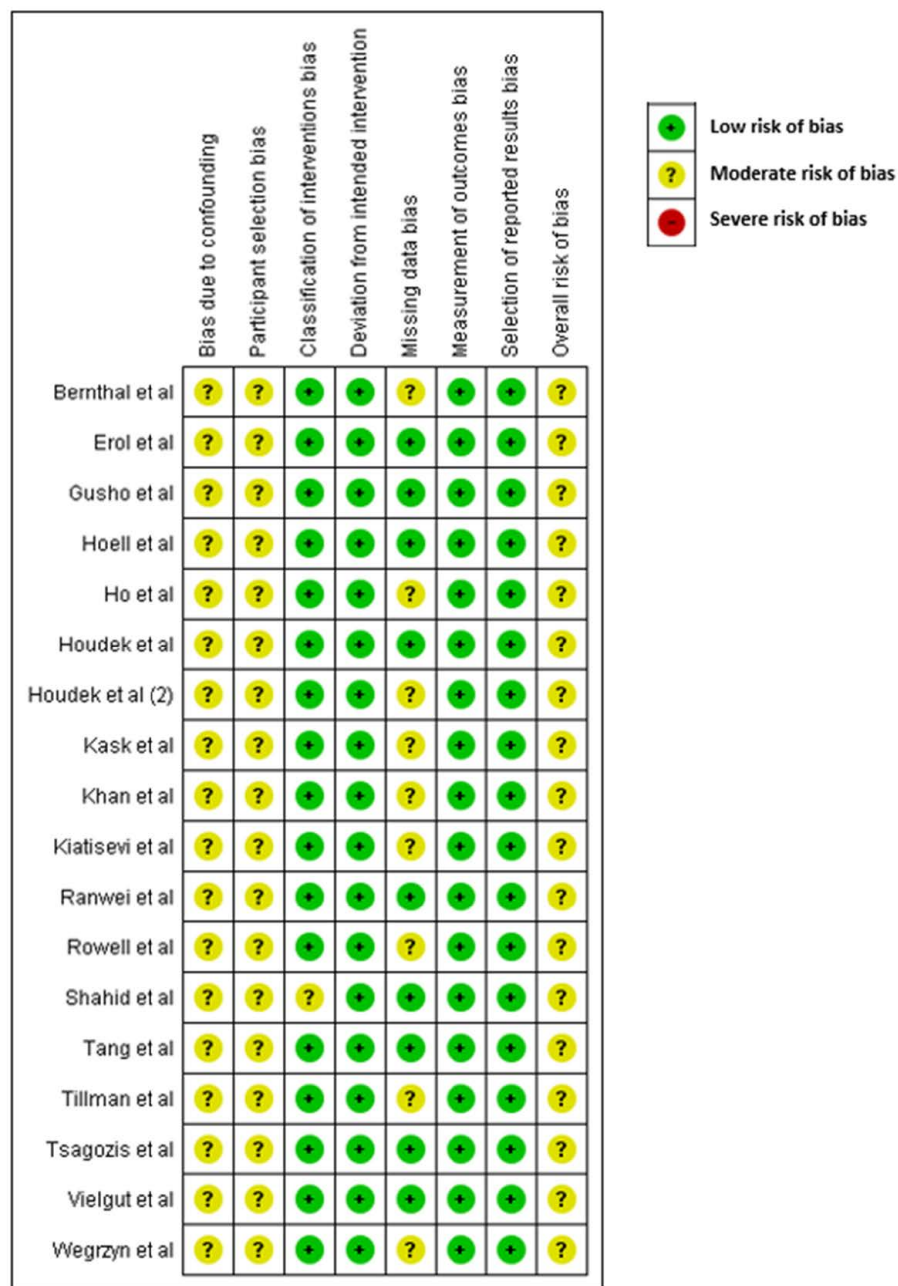 Bias due to confounding
Participant selection bias
Classification of interventions bias
Deviation from intended intervention
Missing data bias
Measurement of outcomes bias
Selection of reported results bias
Overall risk of bias
+ Low risk of bias
? Moderate risk of bias
- Severe risk of bias
Bernthal et al ? ? + + ? + + ?
Erol et al ? ? + + + + + ?
Gusho et al ? ? + + + + + ?
Hoell et al ? ? + + + + + ?
Ho et al ? ? + + ? + + ?
Houdek et al ? ? + + + + + ?
Houdek et al (2) ? ? + + ? + + ?
Kask et al ? ? + + ? + + ?
Khan et al ? ? + + ? + + ?
Kiatisevi et al ? ? + + ? + + ?
Ranwei et al ? ? + + + + + ?
Rowell et al ? ? + + ? + + ?
Shahid et al ? ? ? + + + + ?
Tang et al ? ? + + + + + ?
Tillman et al ? ? + + ? + + ?
Tsagozis et al ? ? + + + + + ?
Vielgut et al ? ? + + + + + ?
Wegrzyn et al ? ? + + ? + + ?